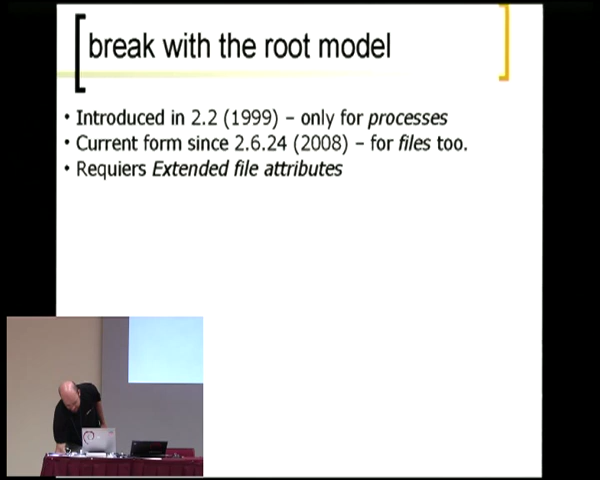 break with the root model
• Introduced in 2.2 (1999) – only for processes
• Current form since 2.6.24 (2008) – for files too.
• Requiers Extended file attributes